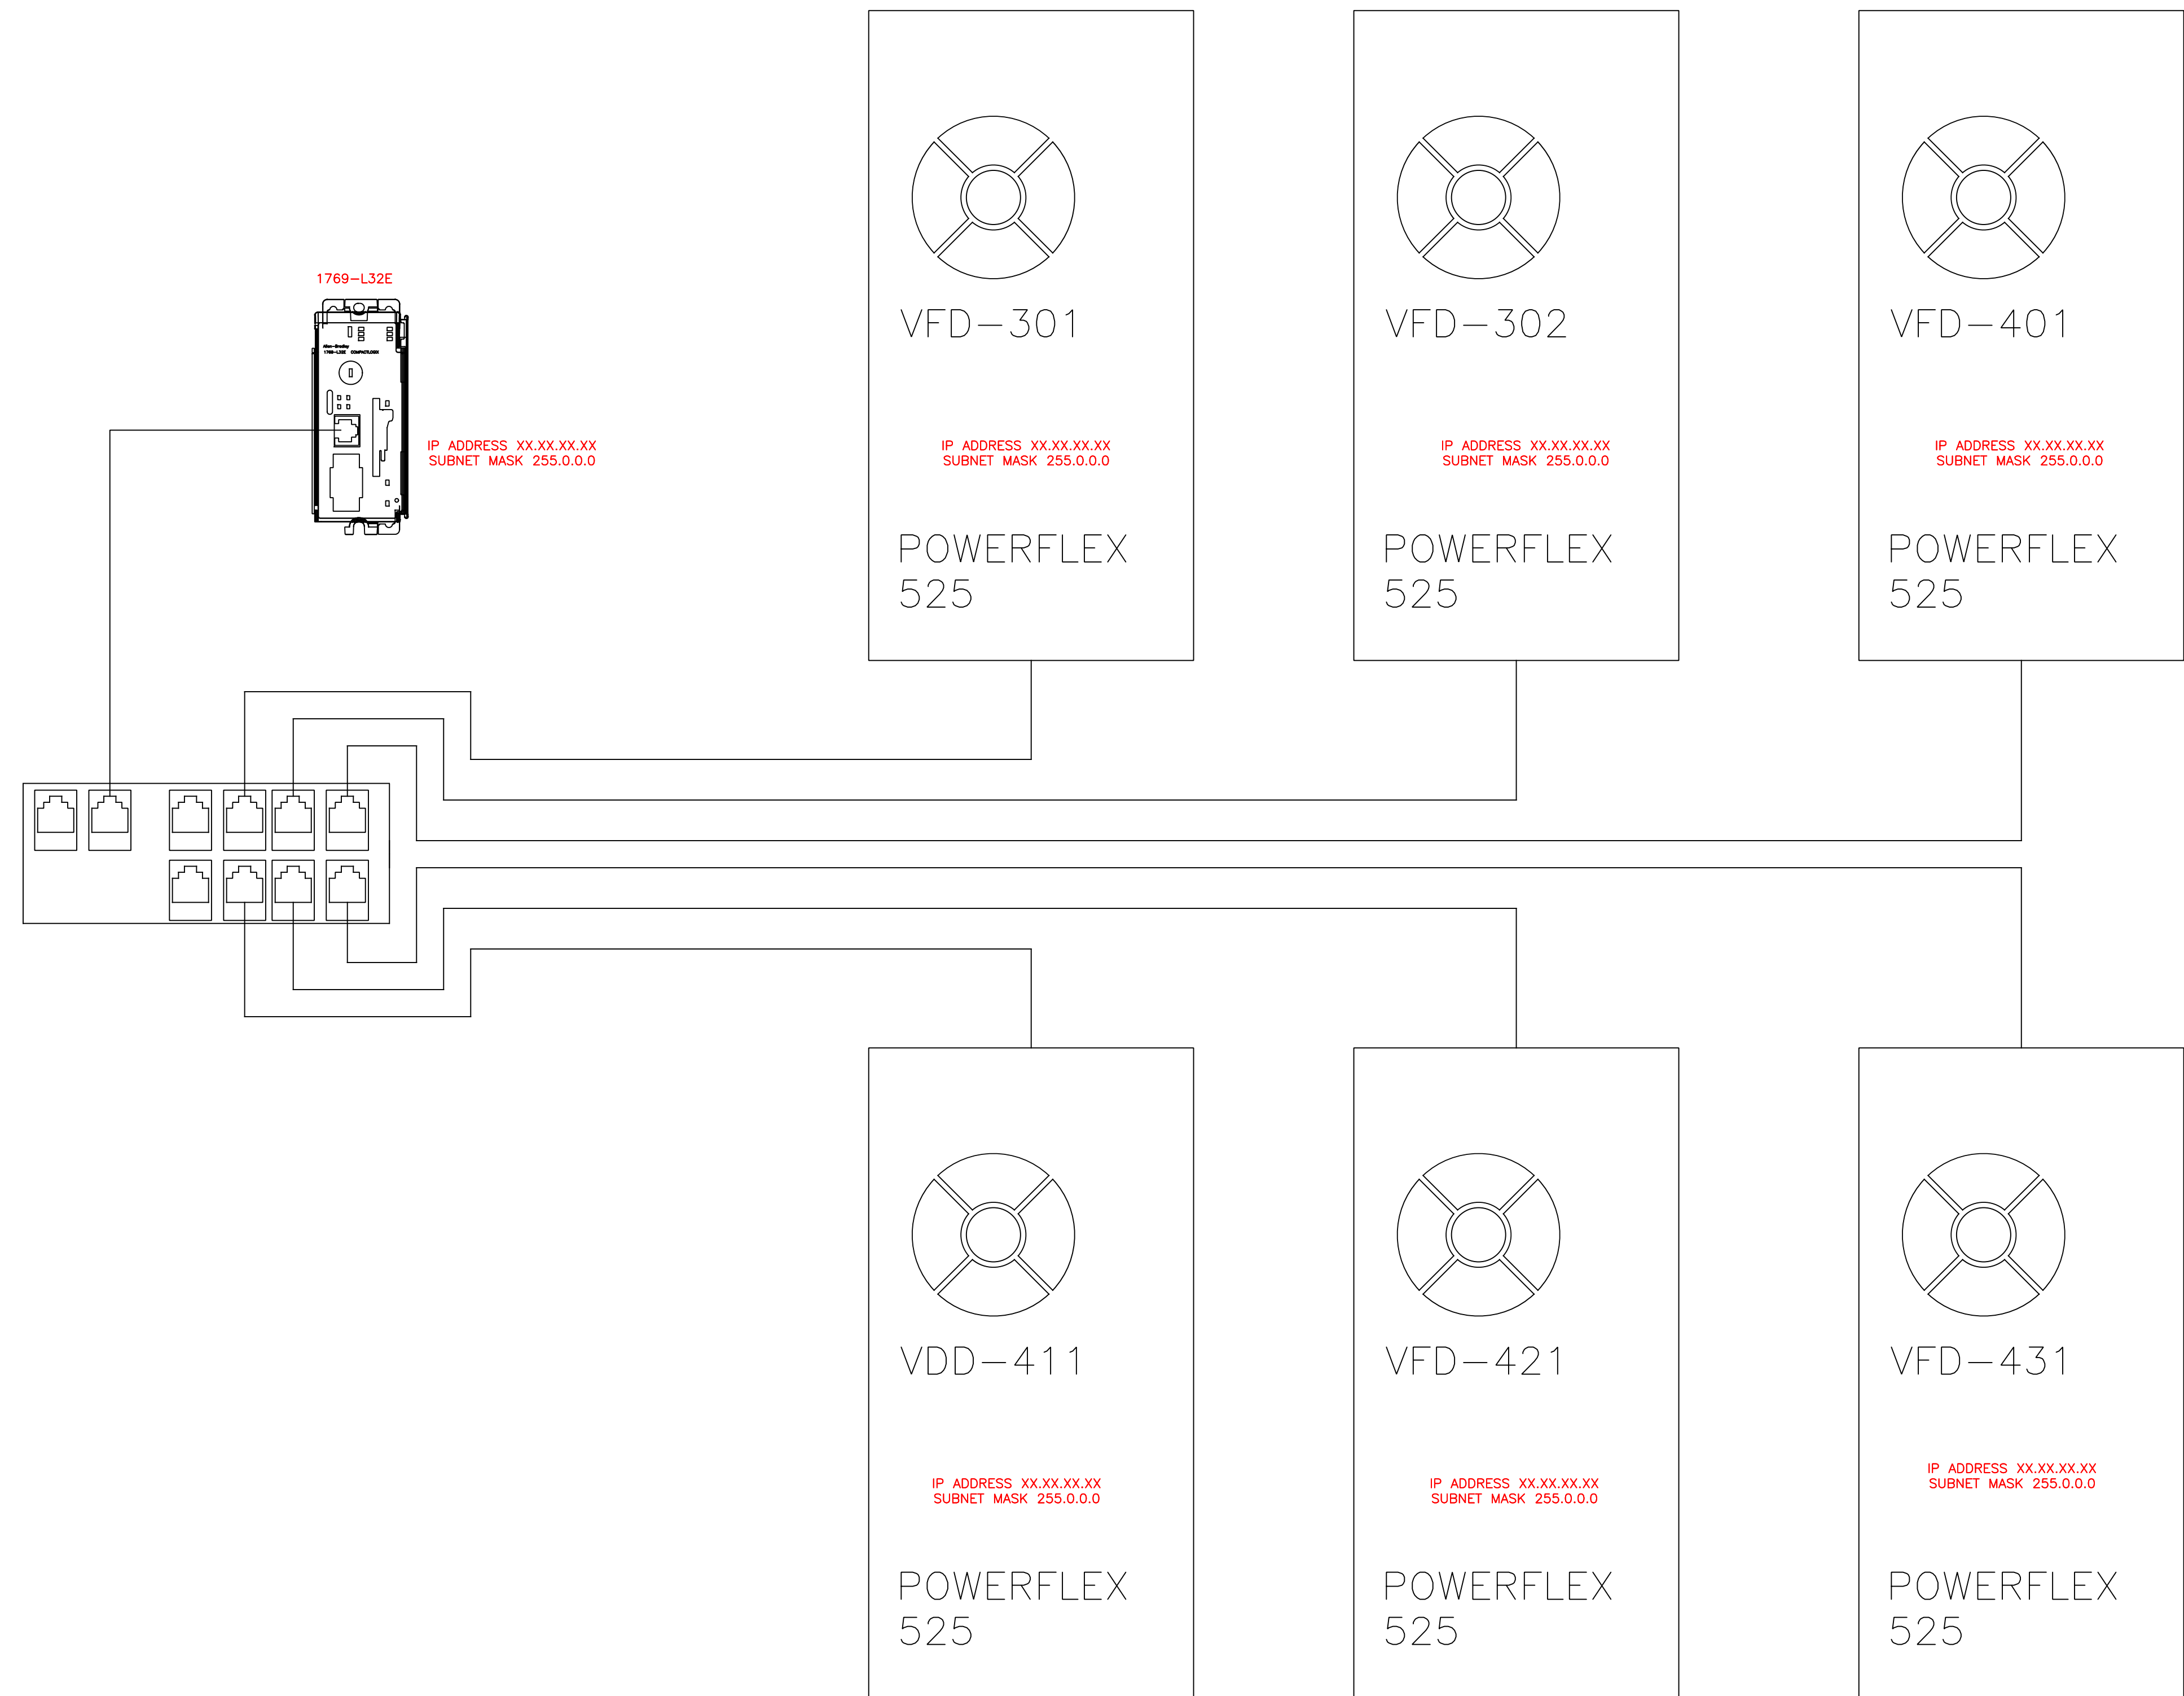 1769-L32E
Allen-Bradley
1769-L32E COMPACTLOGIX
IP ADDRESS XX.XX.XX.XX
SUBNET MASK 255.0.0.0
VFD-301
IP ADDRESS XX.XX.XX.XX
SUBNET MASK 255.0.0.0
POWERFLEX
525
VFD-302
IP ADDRESS XX.XX.XX.XX
SUBNET MASK 255.0.0.0
POWERFLEX
525
VFD-401
IP ADDRESS XX.XX.XX.XX
SUBNET MASK 255.0.0.0
POWERFLEX
525
VDD-411
IP ADDRESS XX.XX.XX.XX
SUBNET MASK 255.0.0.0
POWERFLEX
525
VFD-421
IP ADDRESS XX.XX.XX.XX
SUBNET MASK 255.0.0.0
POWERFLEX
525
VFD-431
IP ADDRESS XX.XX.XX.XX
SUBNET MASK 255.0.0.0
POWERFLEX
525